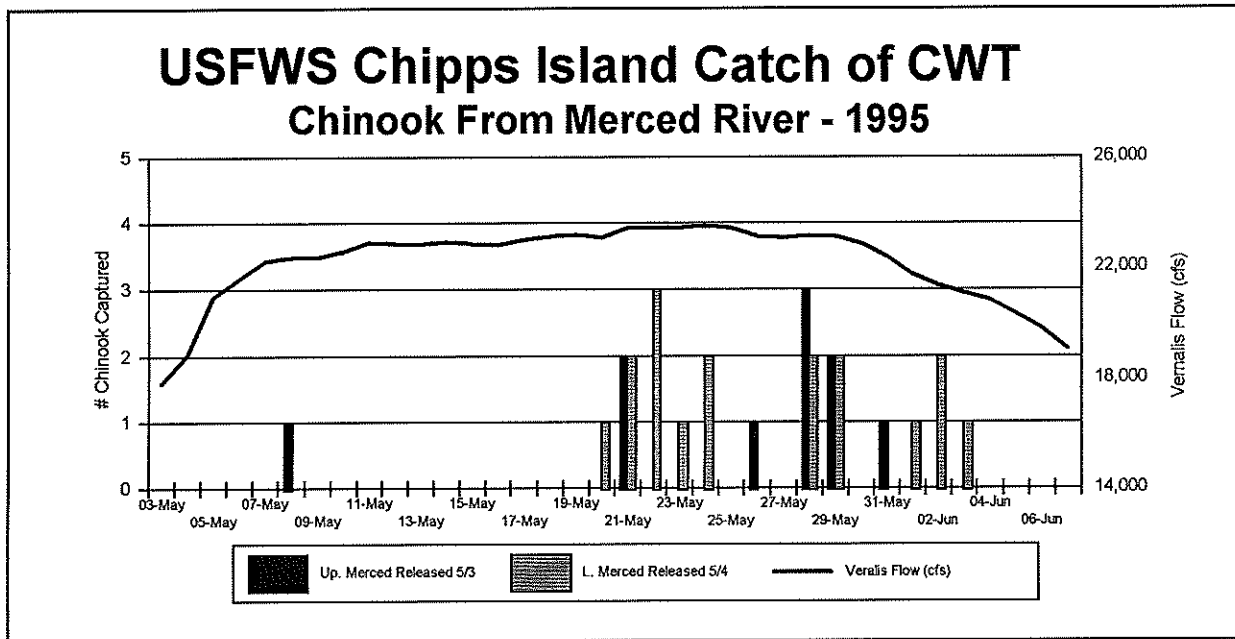 USFWS Chipps Island Catch of CWT
Chinook From Merced River - 1995
5
4
3
2
1
0
# Chinook Captured
26,000
22,000
18,000
14,000
Vernalis Flow (cfs)
03-May 07-May 11-May 15-May 19-May 23-May 27-May 31-May 04-Jun
05-May 09-May 13-May 17-May 21-May 25-May 29-May 02-Jun 06-Jun
Up. Merced Released 5/3 L. Merced Released 5/4 Veralis Flow (cfs)